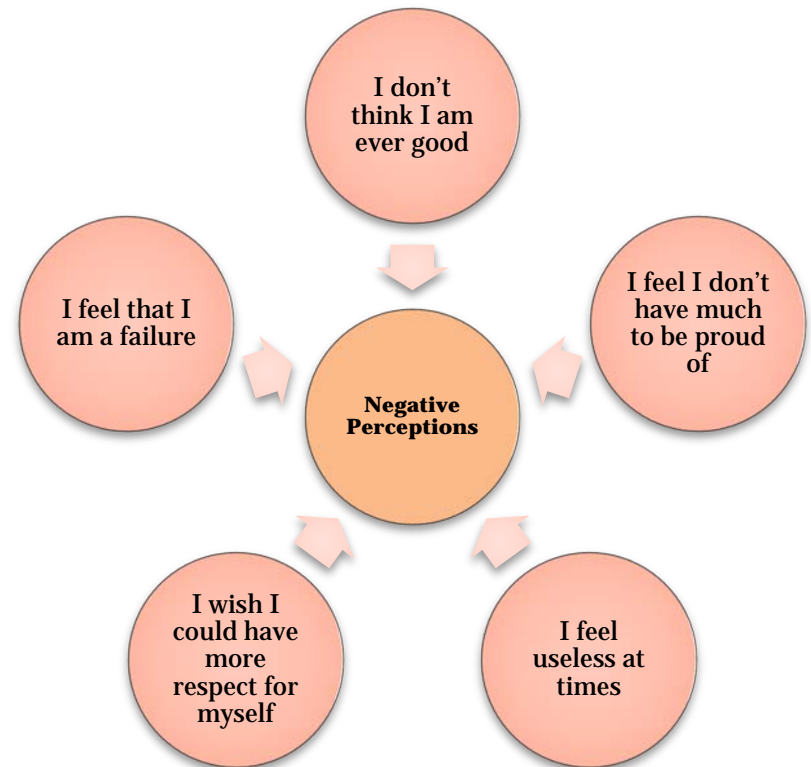 I don't
think I am
ever good
I feel that I
am a failure
I feel I don't
have much
to be proud
of
Negative
Perceptions
I wish I
could have
more
respect for
myself
I feel
useless at
times